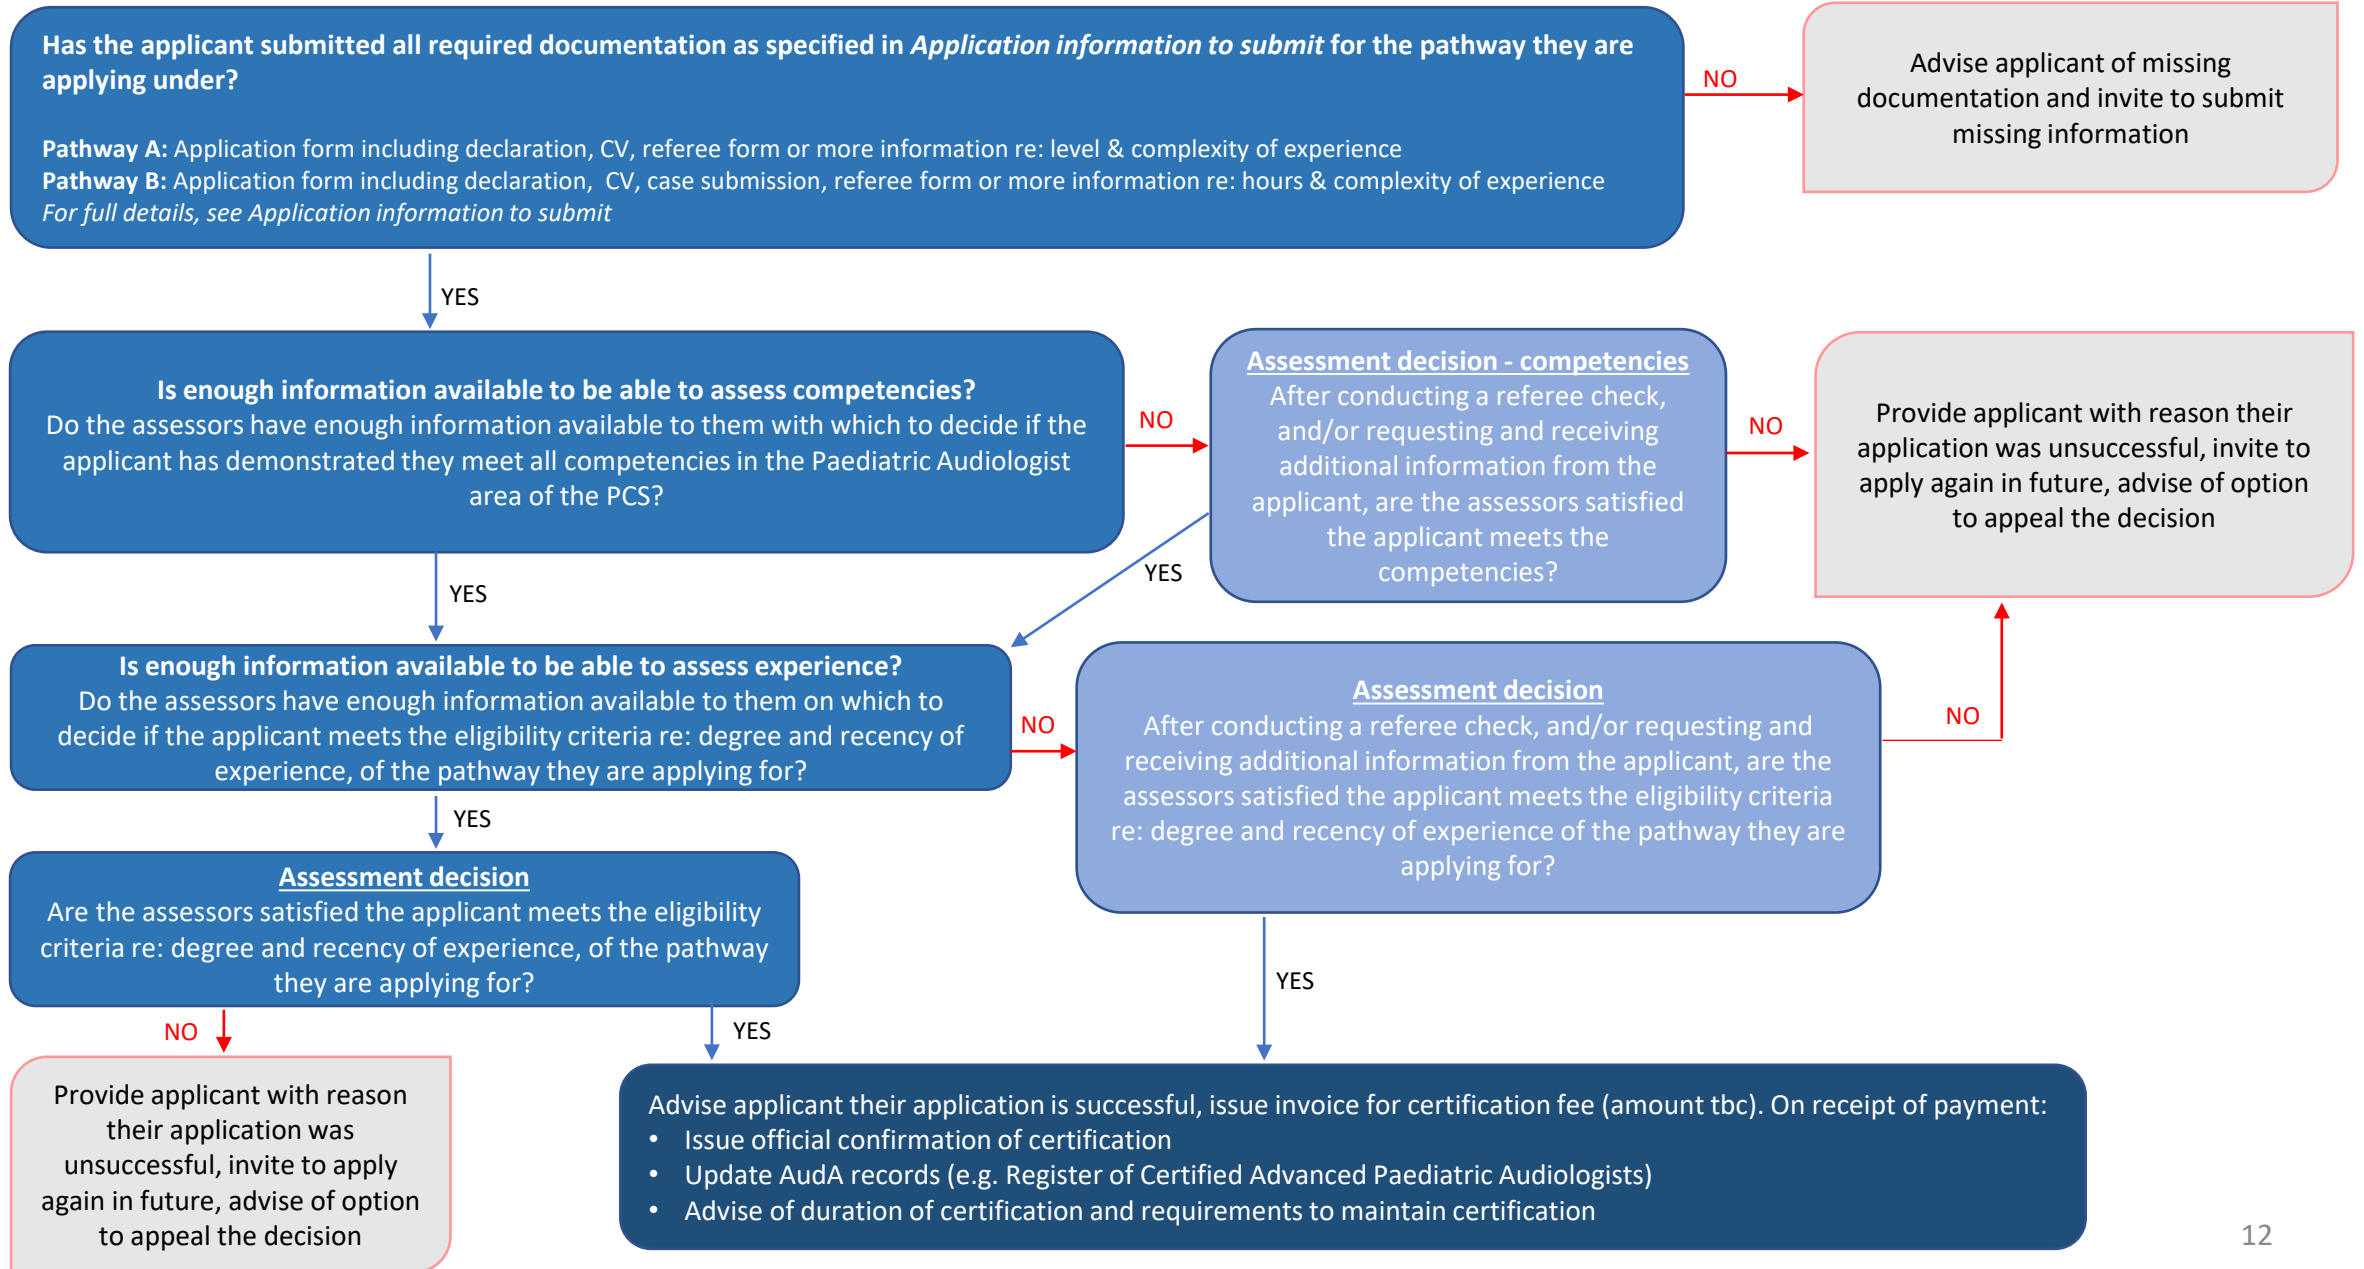 Has the applicant submitted all required documentation as specified in Application information to submit for the pathway they are
applying under?
Pathway A: Application form including declaration, CV, referee form or more information re: level & complexity of experience
Pathway B: Application form including declaration, CV, case submission, referee form or more information re: hours & complexity of experience
For full details, see Application information to submit
NO
Advise applicant of missing
documentation and invite to submit
missing information
YES
Is enough information available to be able to assess competencies?
Do the assessors have enough information available to them with which to decide if the
applicant has demonstrated they meet all competencies in the Paediatric Audiologist
area of the PCS?
NO
Assessment decision - competencies
After conducting a referee check,
and/or requesting and receiving
additional information from the
applicant, are the assessors satisfied
the applicant meets the
competencies?
NO
Provide applicant with reason their
application was unsuccessful, invite to
apply again in future, advise of option
to appeal the decision
YES
YES
Is enough information available to be able to assess experience?
Do the assessors have enough information available to them on which to
decide if the applicant meets the eligibility criteria re: degree and recency of
experience, of the pathway they are applying for?
NO
Assessment decision
After conducting a referee check, and/or requesting and
receiving additional information from the applicant, are the
assessors satisfied the applicant meets the eligibility criteria
re: degree and recency of experience of the pathway they are
applying for?
NO
YES
Assessment decision
Are the assessors satisfied the applicant meets the eligibility
criteria re: degree and recency of experience, of the pathway
they are applying for?
YES
NO
YES
Provide applicant with reason
their application was
unsuccessful, invite to apply
again in future, advise of option
to appeal the decision
Advise applicant their application is successful, issue invoice for certification fee (amount tbc). On receipt of payment:
• Issue official confirmation of certification
• Update AudA records (e.g. Register of Certified Advanced Paediatric Audiologists)
• Advise of duration of certification and requirements to maintain certification
12